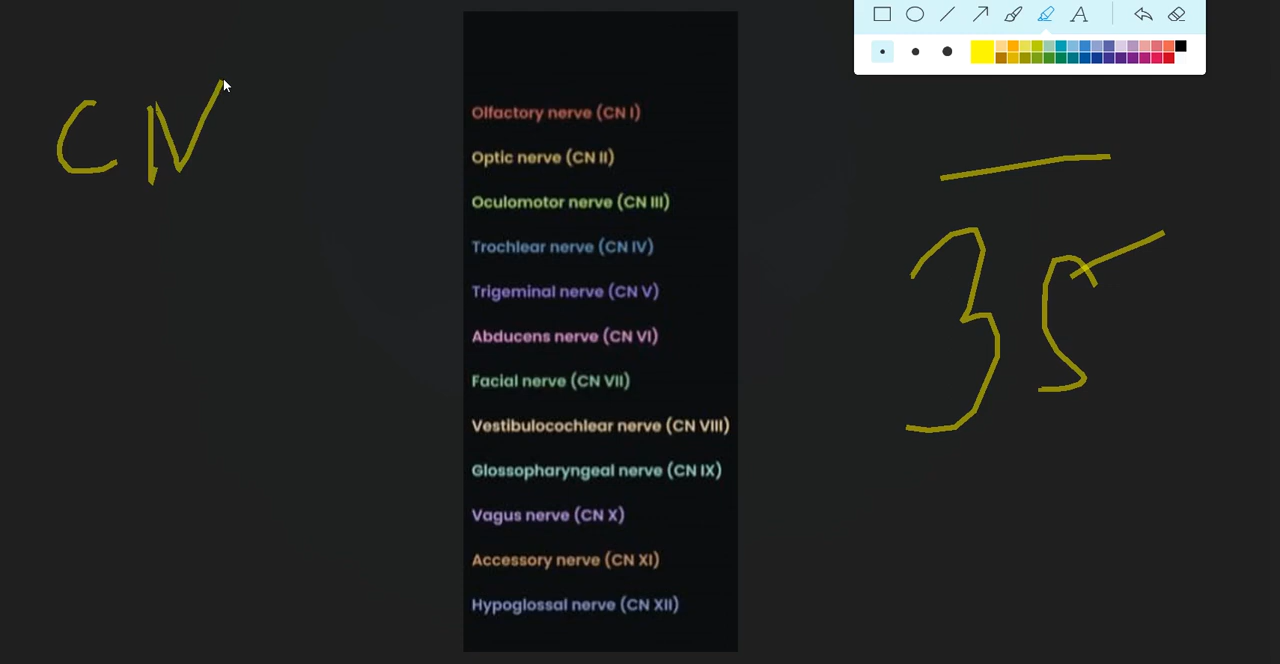 CN
Olfactory nerve (CN I)
Optic nerve (CN II)
Oculomotor nerve (CN III)
Trochlear nerve (CN IV)
Trigeminal nerve (CN V)
Abducens nerve (CN VI)
Facial nerve (CN VII)
Vestibulocochlear nerve (CN VIII)
Glossopharyngeal nerve (CN IX)
Vagus nerve (CN X)
Accessory nerve (CN XI)
Hypoglossal nerve (CN XII)
35